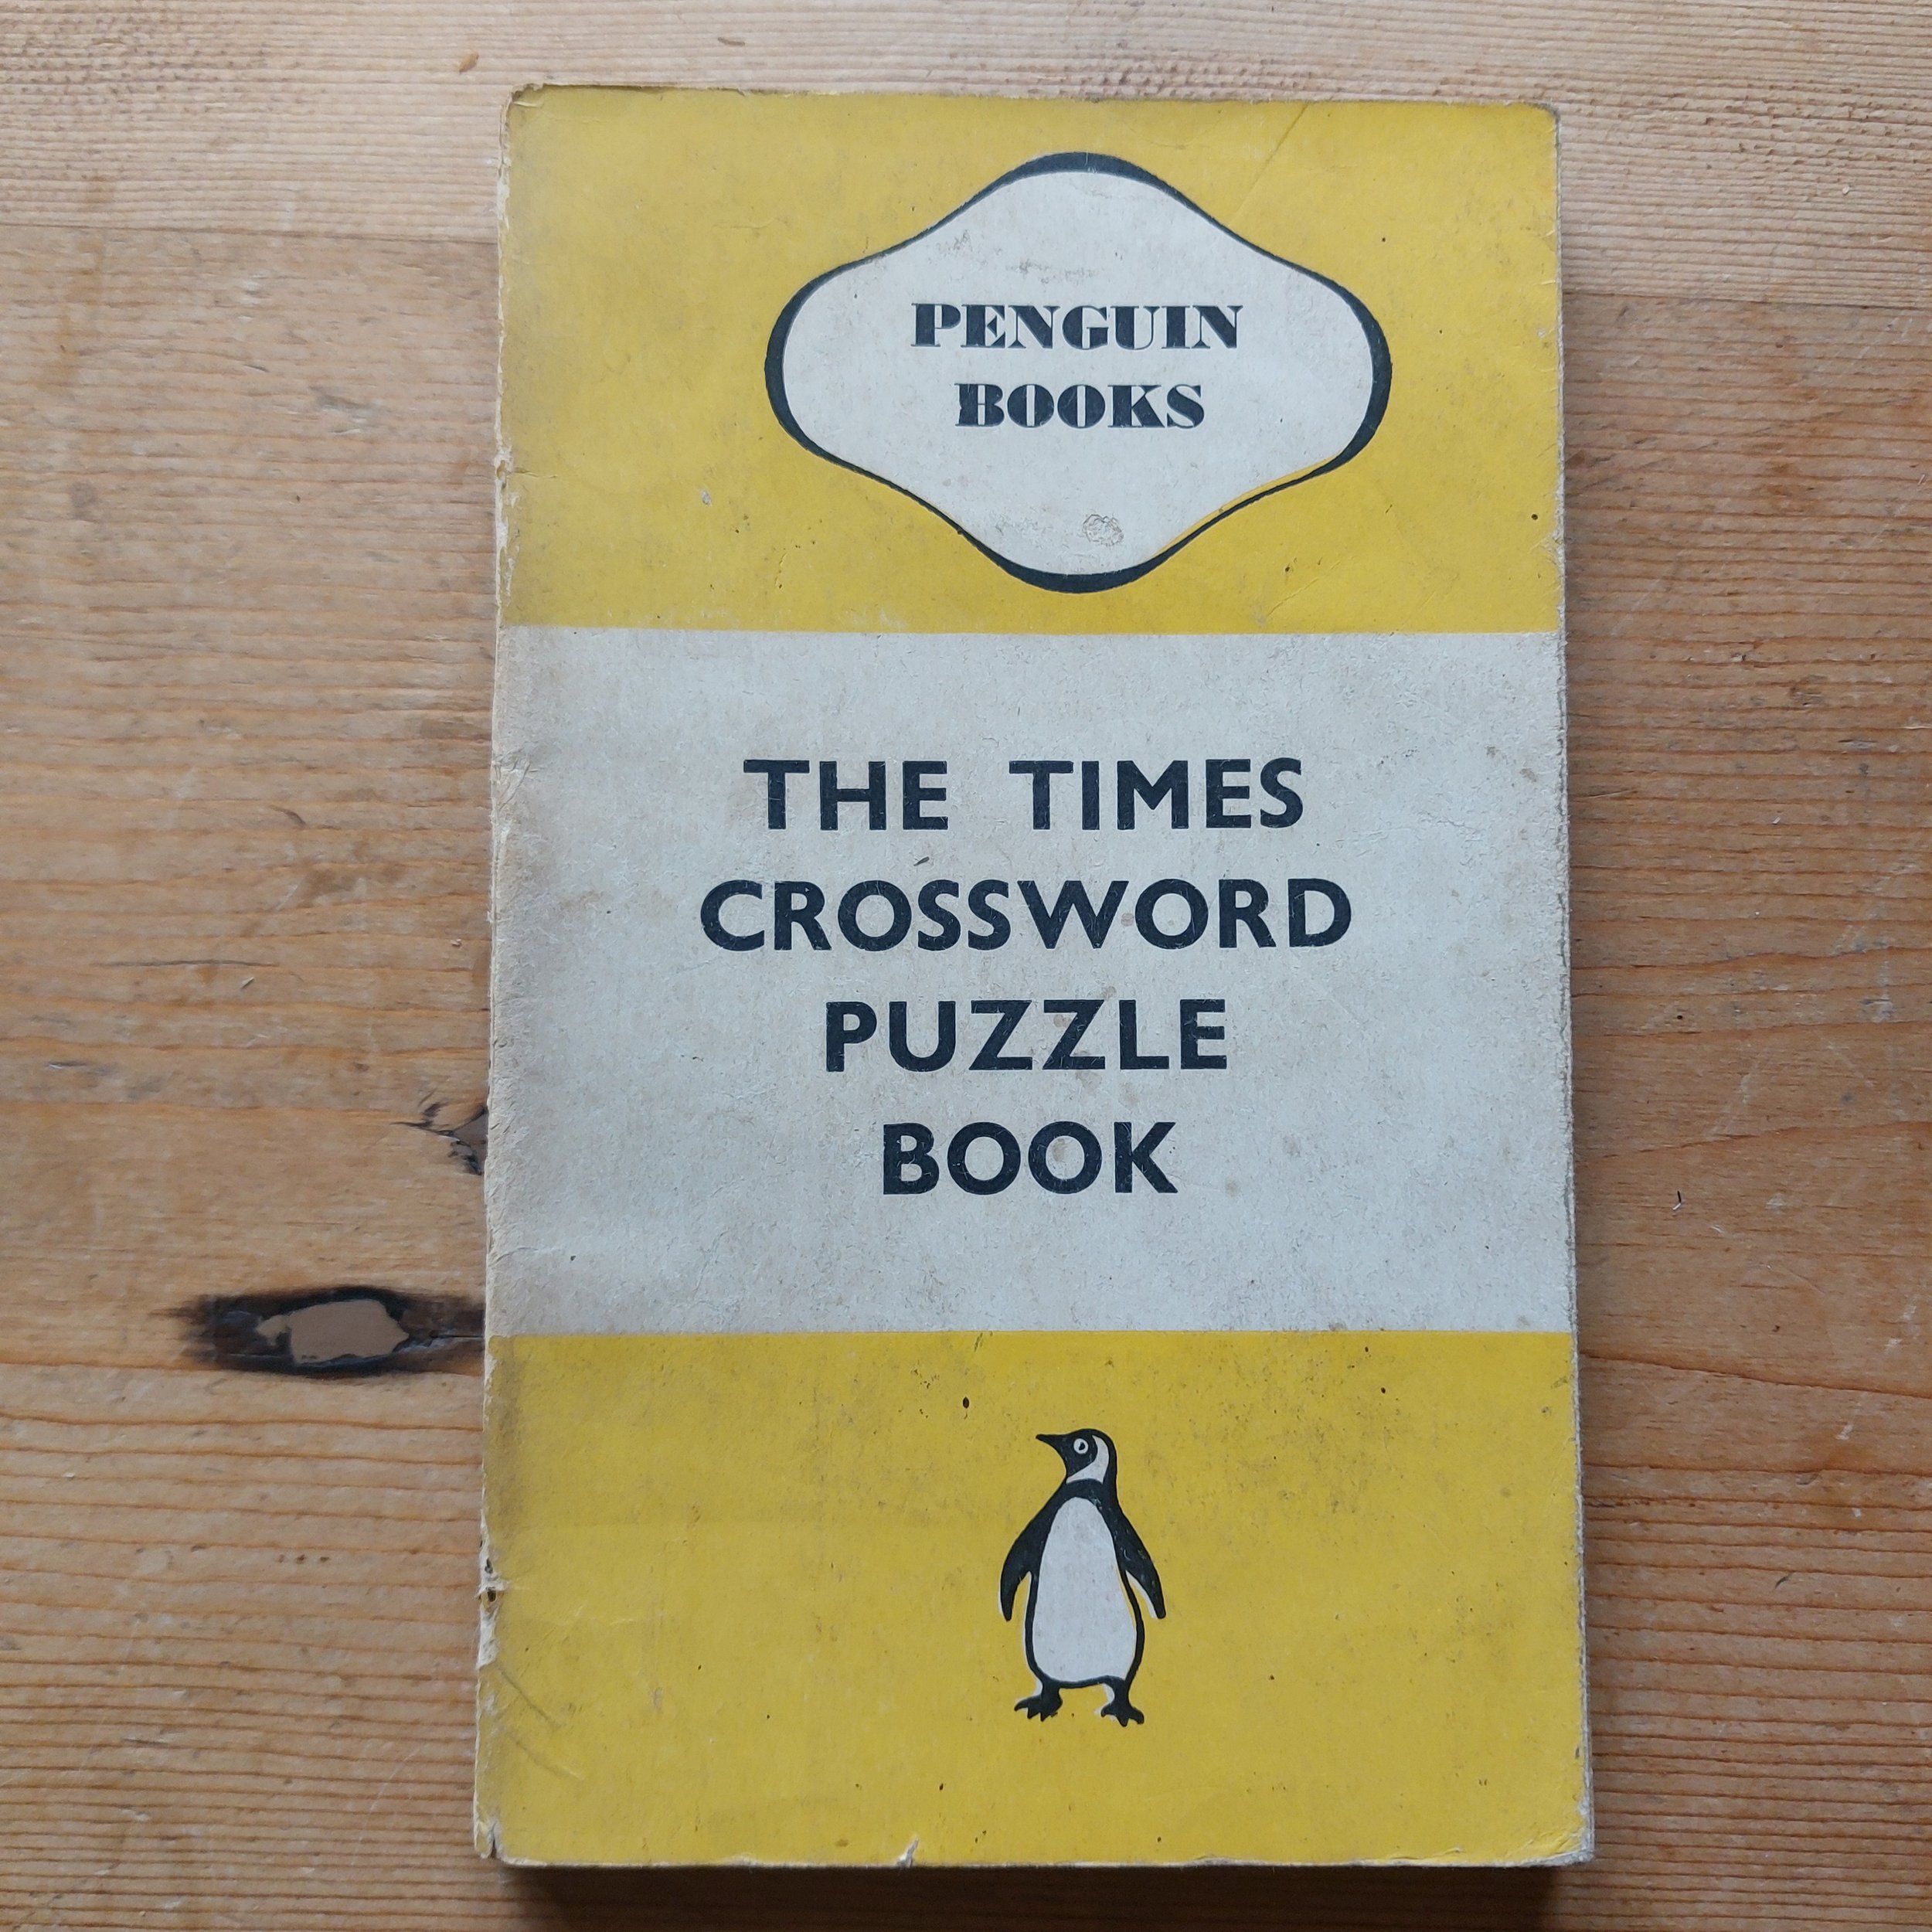 PENGUIN
BOOKS
THE TIMES
CROSSWORD
PUZZLE
BOOK